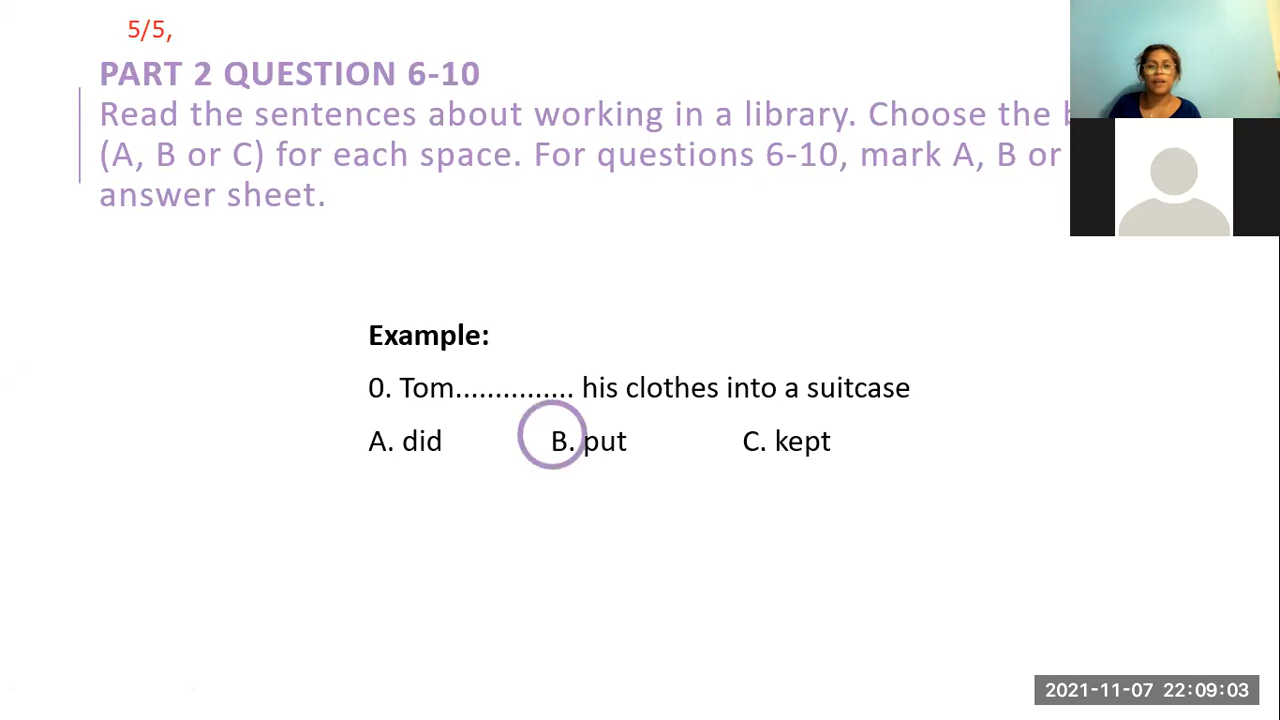 5/5,
PART 2 QUESTION 6-10
Read the sentences about working in a library. Choose the
(A, B or C) for each space. For questions 6-10, mark A, B or
answer sheet.
Example:
0. Tom............... his clothes into a suitcase
A. did B. put C. kept
2021-11-07 22:09:03